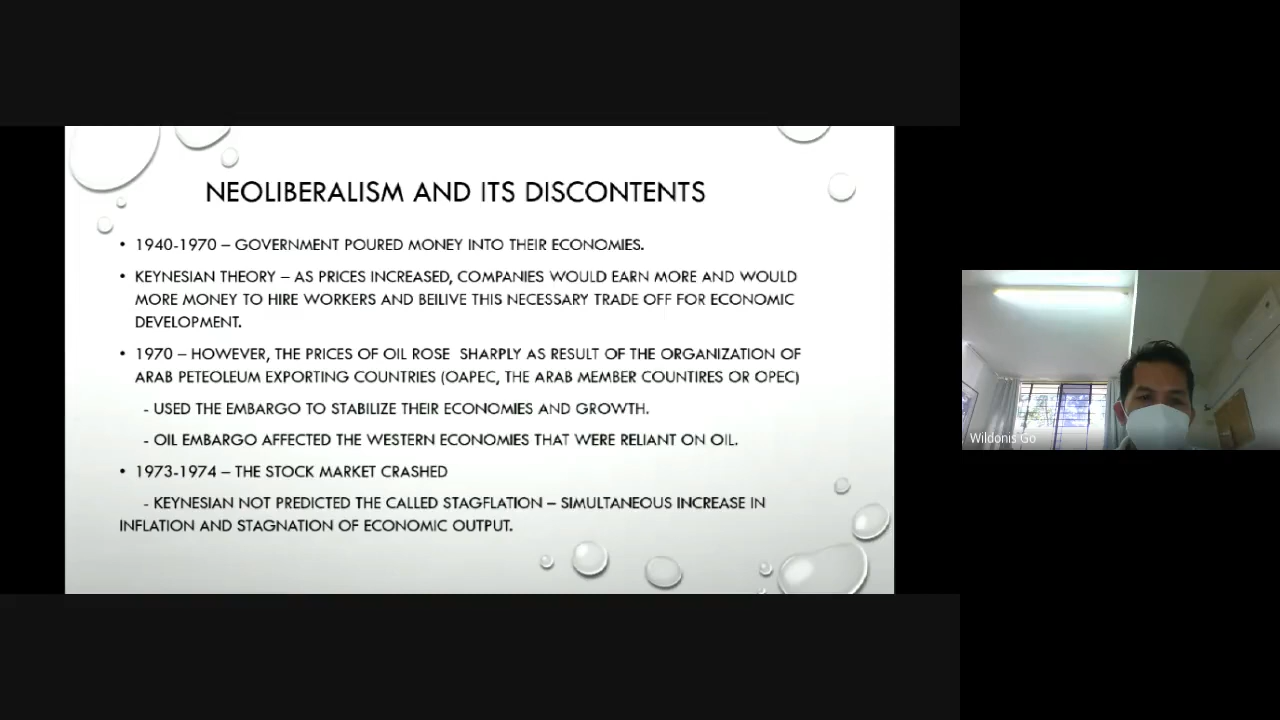 NEOLIBERALISM AND ITS DISCONTENTS
• 1940-1970 – GOVERNMENT POURED MONEY INTO THEIR ECONOMIES.
• KEYNESIAN THEORY – AS PRICES INCREASED, COMPANIES WOULD EARN MORE AND WOULD
MORE MONEY TO HIRE WORKERS AND BEILIVE THIS NECESSARY TRADE OFF FOR ECONOMIC
DEVELOPMENT.
• 1970 – HOWEVER, THE PRICES OF OIL ROSE SHARPLY AS RESULT OF THE ORGANIZATION OF
ARAB PETEOLEUM EXPORTING COUNTRIES (OAPEC, THE ARAB MEMBER COUNTIRES OR OPEC)
- USED THE EMBARGO TO STABILIZE THEIR ECONOMIES AND GROWTH.
- OIL EMBARGO AFFECTED THE WESTERN ECONOMIES THAT WERE RELIANT ON OIL.
• 1973-1974 – THE STOCK MARKET CRASHED
- KEYNESIAN NOT PREDICTED THE CALLED STAGFLATION – SIMULTANEOUS INCREASE IN
INFLATION AND STAGNATION OF ECONOMIC OUTPUT.
Wildonis Go